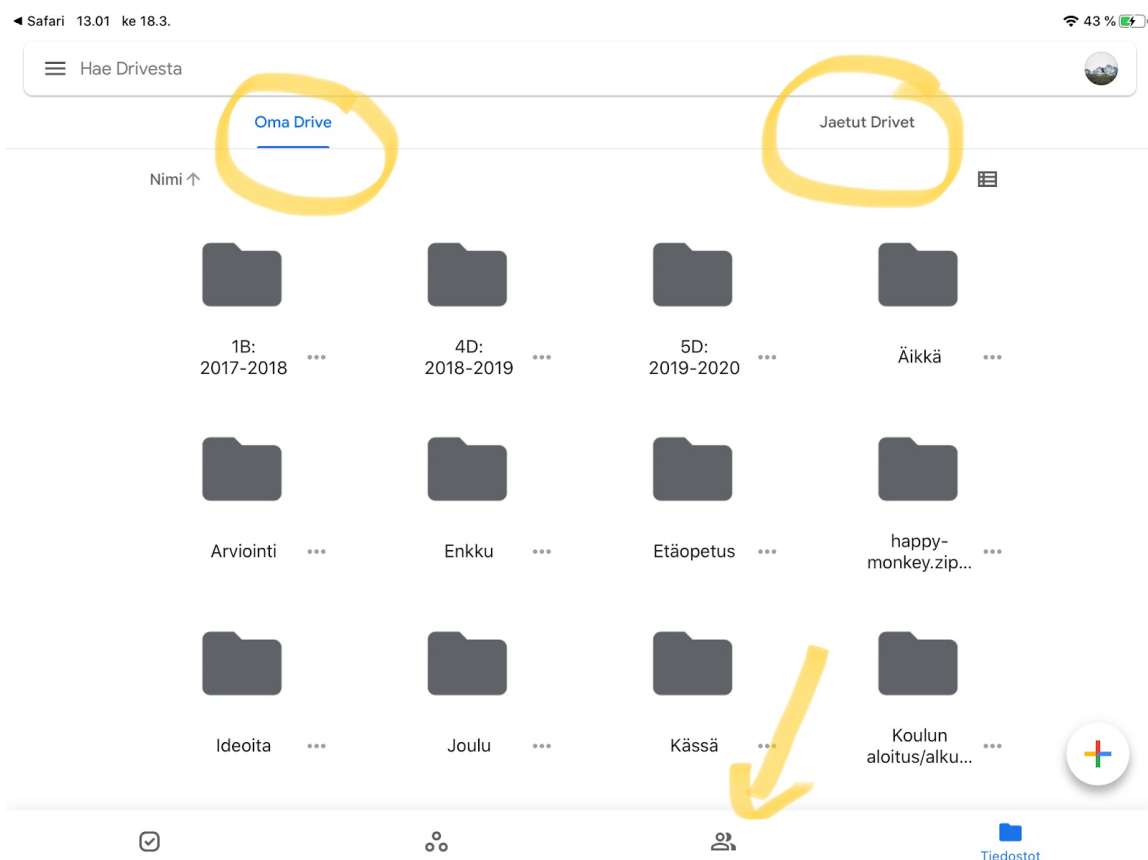 Safari 13.01 ke 18.3. 43 %
Hae Drivesta
Oma Drive Jaetut Drivet
Nimi
1B: 2017-2018
4D: 2018-2019
5D: 2019-2020
Äikkä
Arviointi
Enkku
Etäopetus
happy-
monkey.zip...
Ideoita
Joulu
Kässä
Koulun
aloitus/alku...
Tiedostot